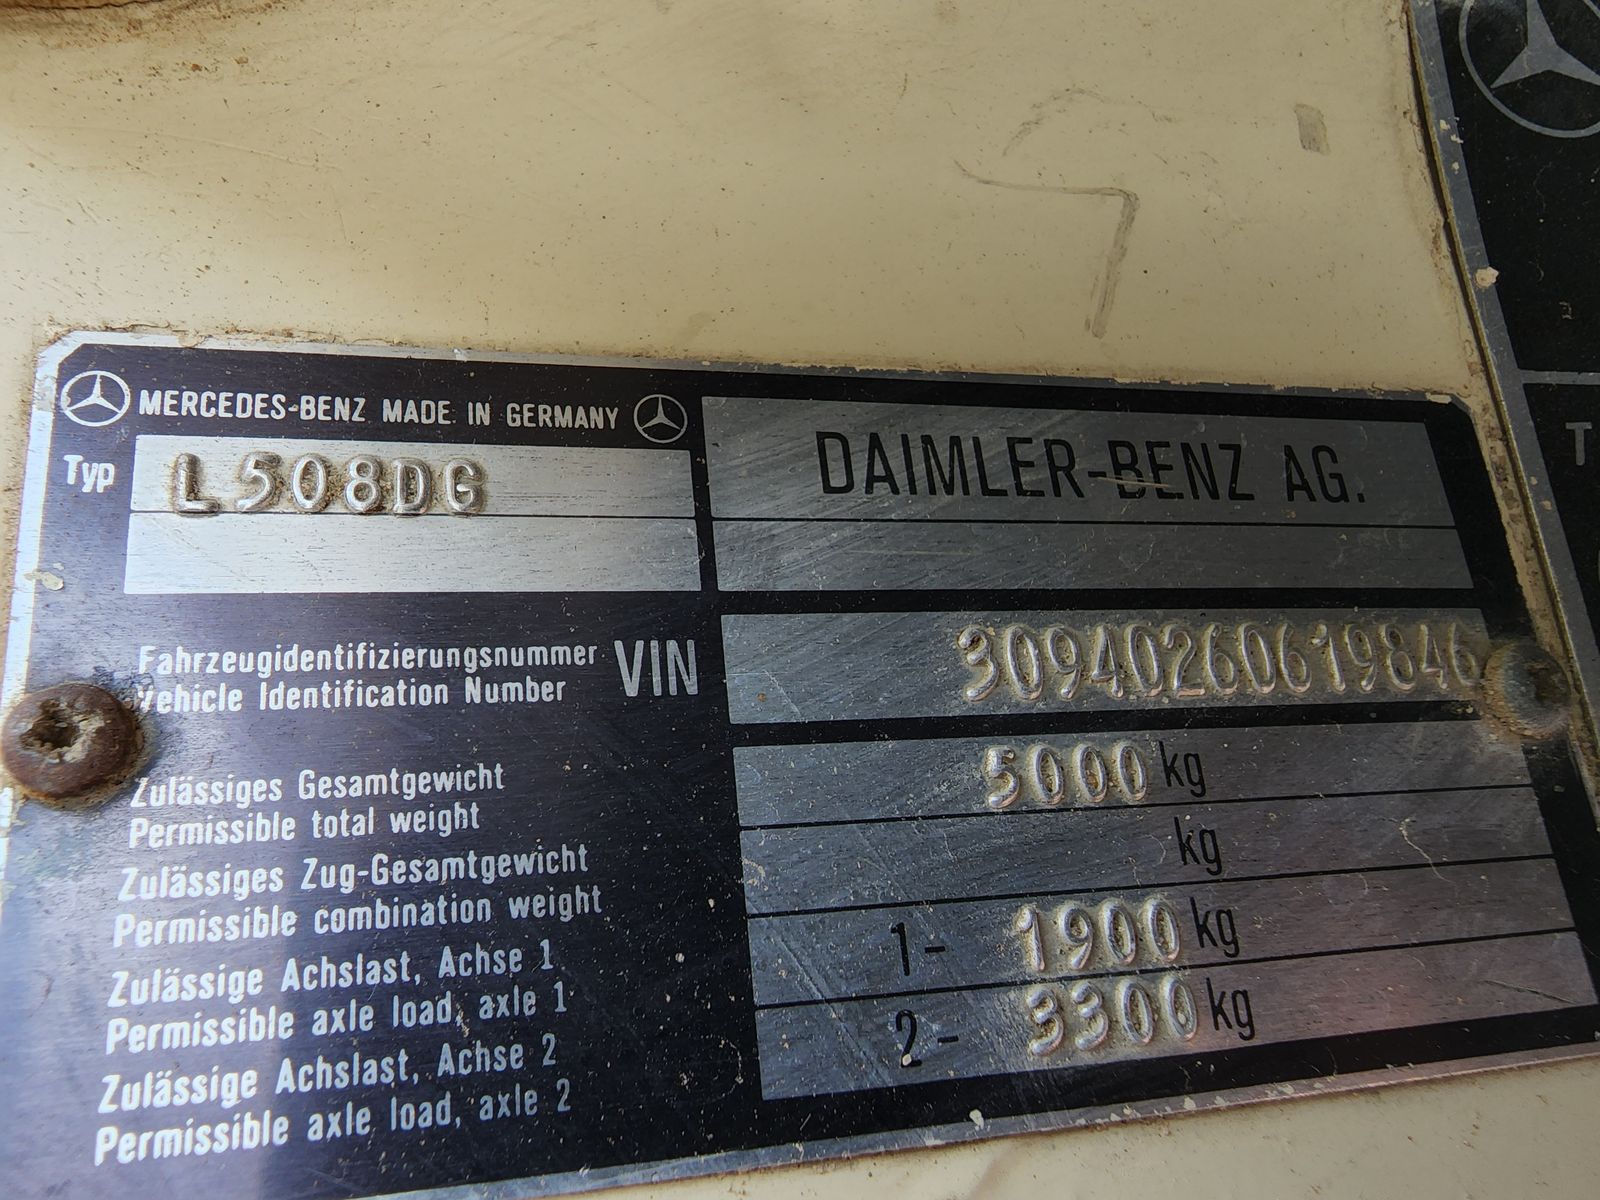 MERCEDES-BENZ MADE IN GERMANY
Typ L508DG
DAIMLER-BENZ AG.
Fahrzeugidentifizierungsnummer
Vehicle Identification Number
VIN 30940260619846
Zulässiges Gesamtgewicht
Permissible total weight
5000 kg
Zulässiges Zug-Gesamtgewicht
Permissible combination weight
kg
Zulässige Achslast, Achse 1
Permissible axle load, axle 1
1- 1900 kg
Zulässige Achslast, Achse 2
Permissible axle load, axle 2
2- 3300 kg
T